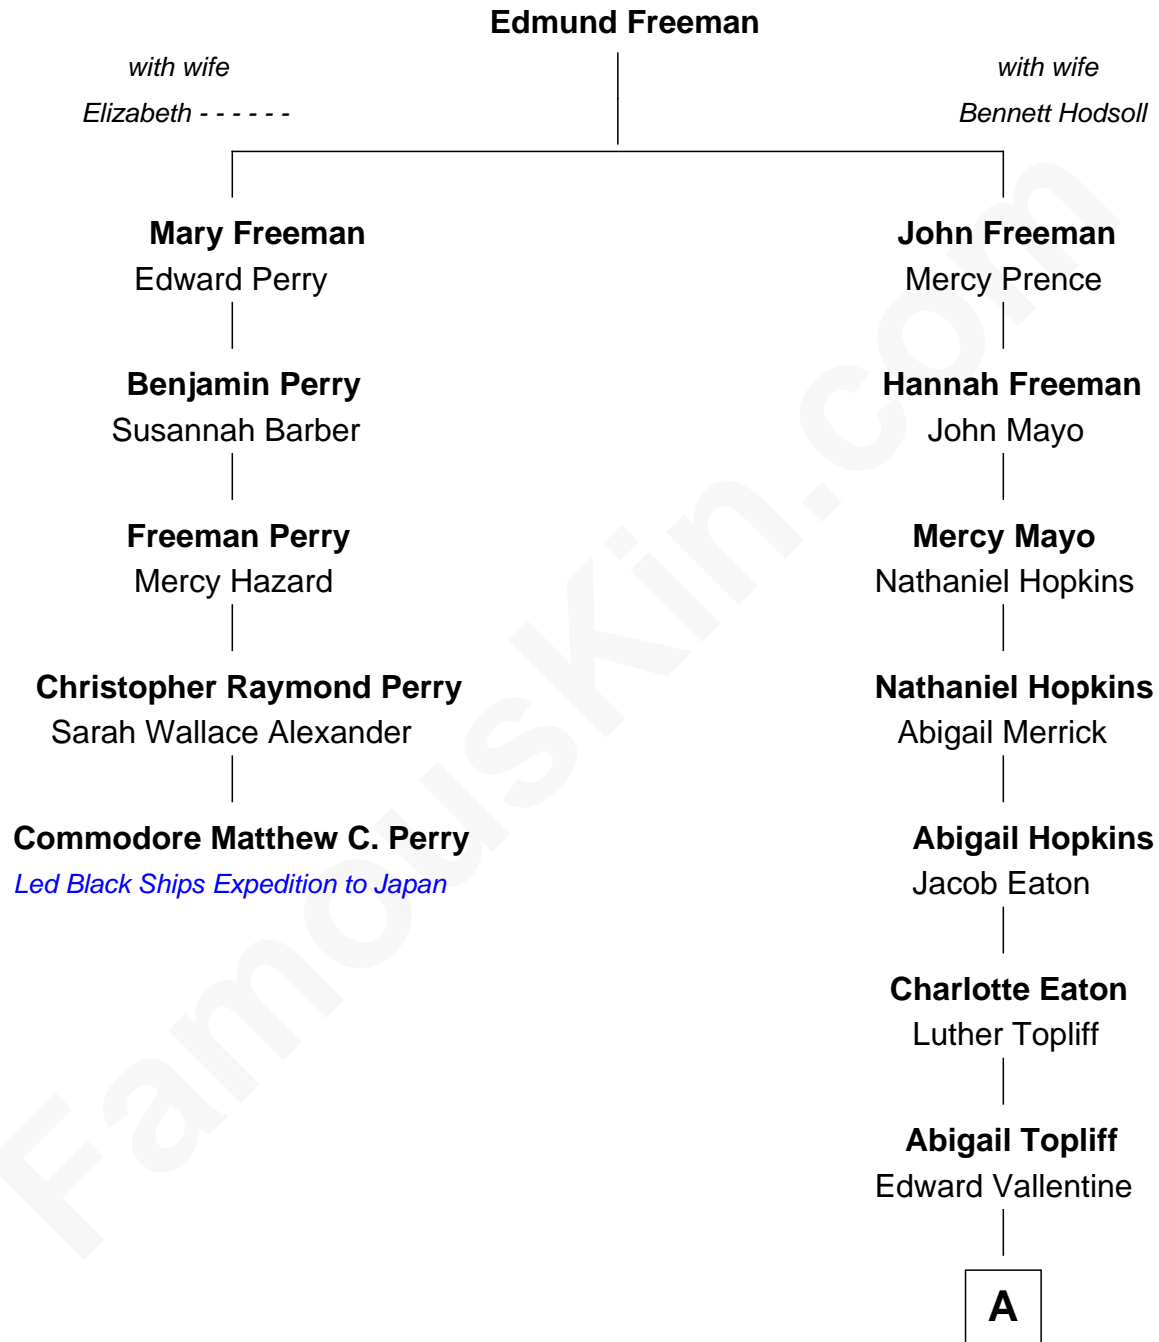 Edmund Freeman
with wife
Elizabeth - - - - - -
with wife
Bennett Hodsoll
Mary Freeman
Edward Perry
Benjamin Perry
Susannah Barber
Freeman Perry
Mercy Hazard
Christopher Raymond Perry
Sarah Wallace Alexander
Commodore Matthew C. Perry
Led Black Ships Expedition to Japan
John Freeman
Mercy Prence
Hannah Freeman
John Mayo
Mercy Mayo
Nathaniel Hopkins
Nathaniel Hopkins
Abigail Merrick
Abigail Hopkins
Jacob Eaton
Charlotte Eaton
Luther Topliff
Abigail Topliff
Edward Vallentine
A
FamousKin.com